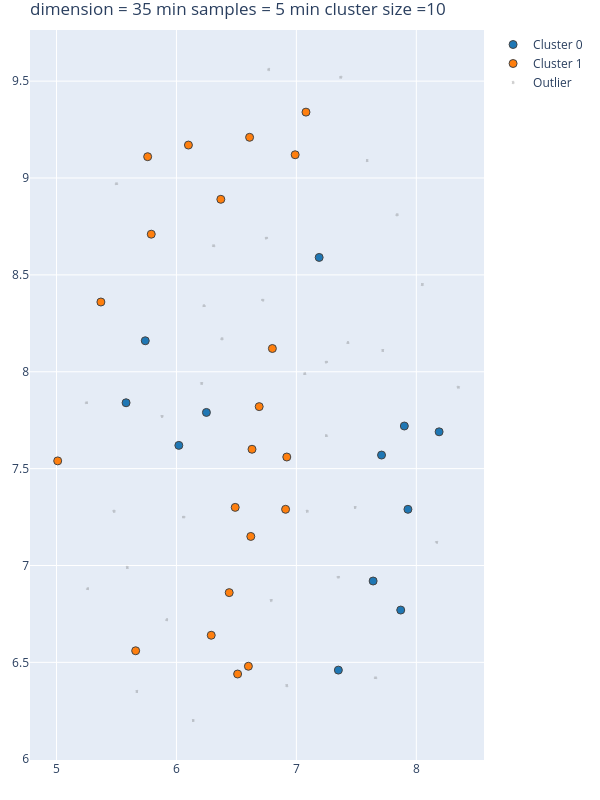 dimension = 35 min samples = 5 min cluster size =10
Cluster 0
Cluster 1
Outlier
9.5
9
8.5
8
7.5
7
6.5
6
5 6 7 8